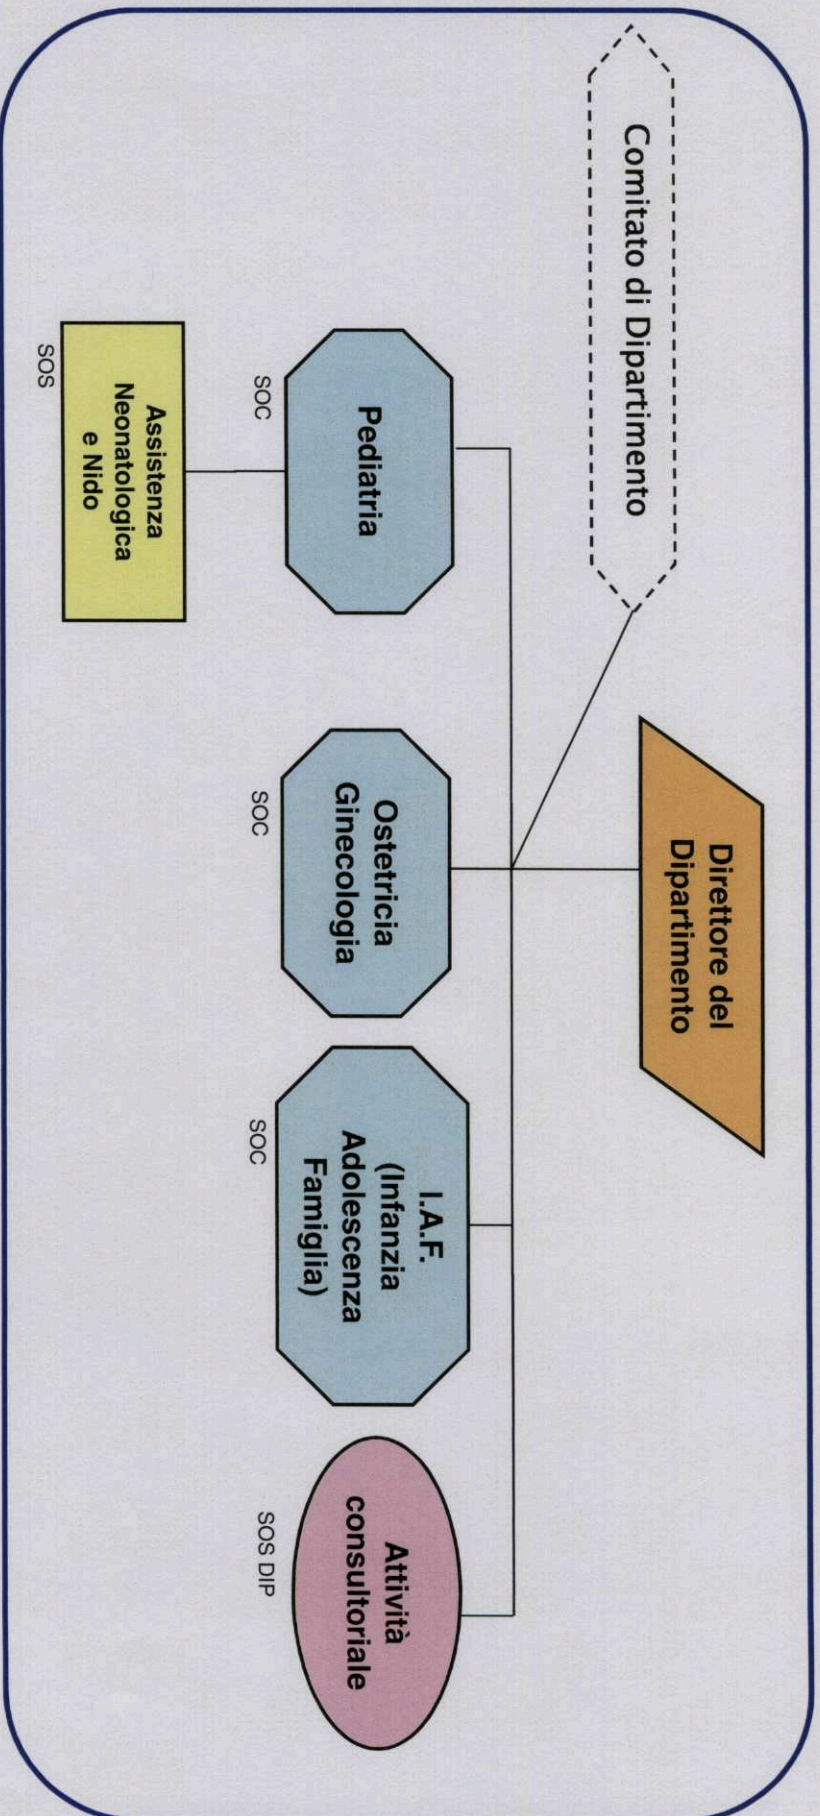 Comitato di Dipartimento
Direttore del
Dipartimento
Pediatria
SOC
Ostetricia
Ginecologia
SOC
I.A.F.
(Infanzia
Adolescenza
Famiglia)
SOC
Attività
consultoriale
SOS DIP
Assistenza
Neonatologica
e Nido
SOS